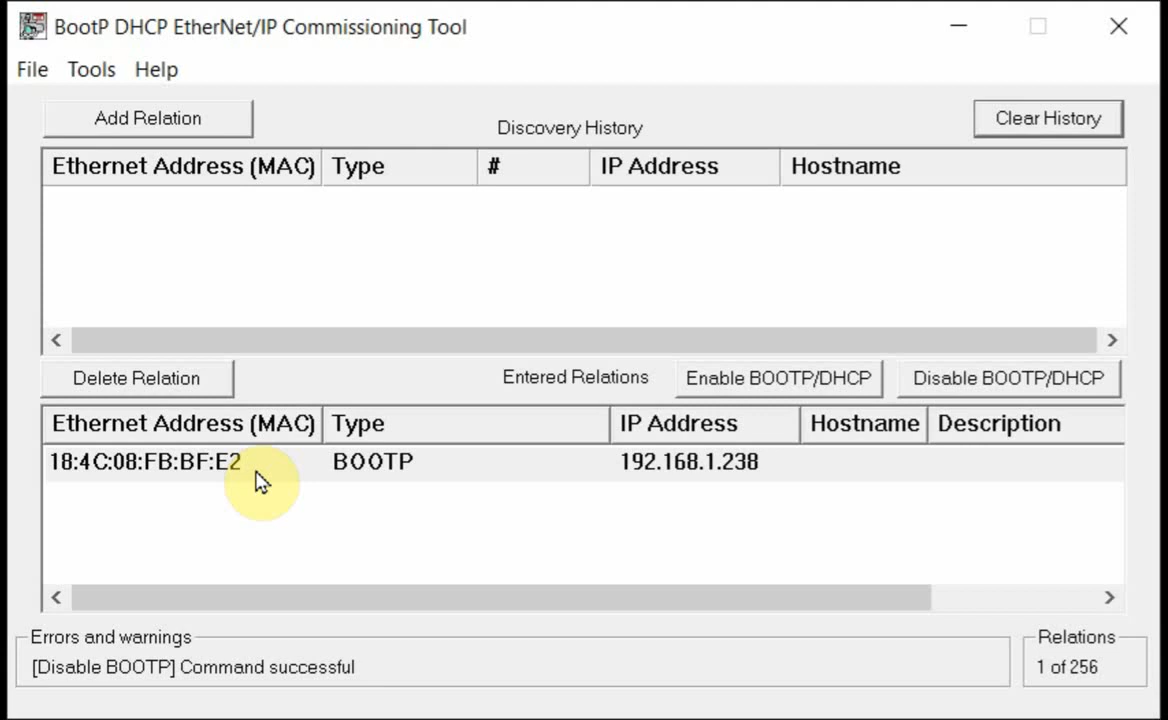 BootP DHCP EtherNet/IP Commissioning Tool
File Tools Help
Add Relation Discovery History Clear History
Ethernet Address (MAC) Type # IP Address Hostname
Delete Relation Entered Relations Enable BOOTP/DHCP Disable BOOTP/DHCP
Ethernet Address (MAC) Type IP Address Hostname Description
18:4C:08:FB:BF:E2 BOOTP 192.168.1.238
Errors and warnings Relations
[Disable BOOTP] Command successful 1 of 256